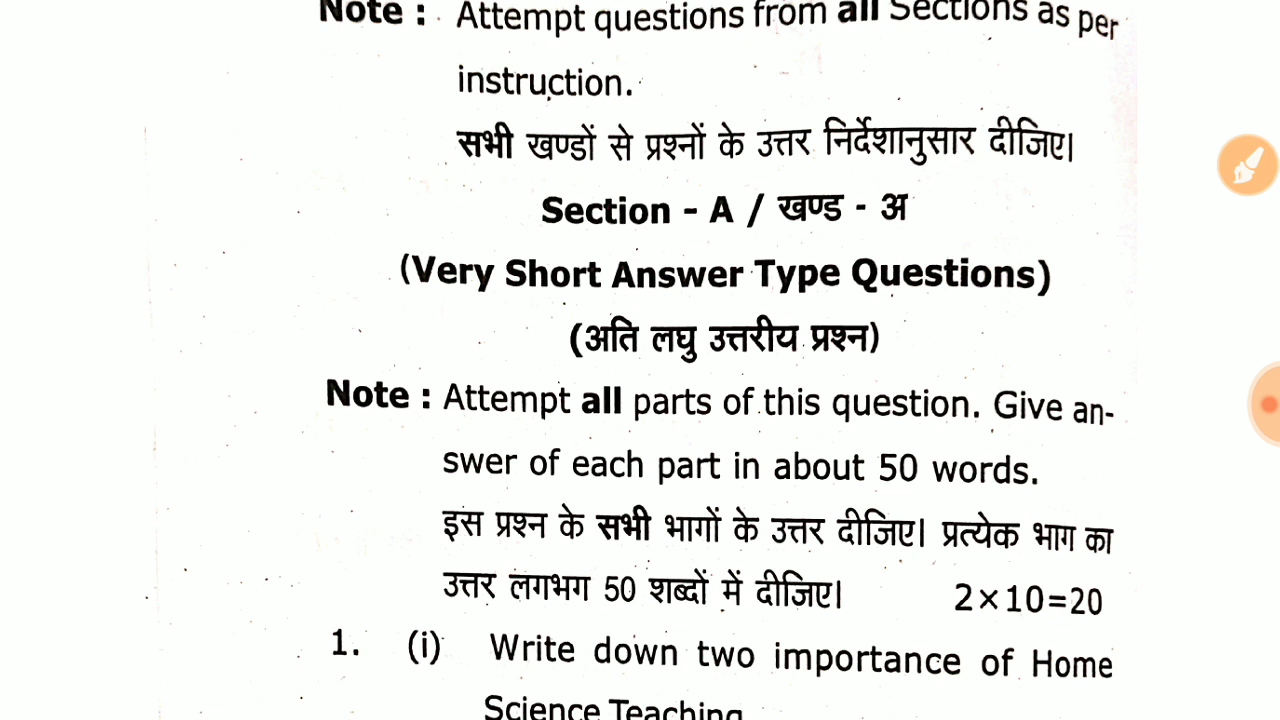 Note : Attempt questions from all Sections as per
instruction.
सभी खण्डों से प्रश्नों के उत्तर निर्देशानुसार दीजिए।
Section - A / खण्ड - अ
(Very Short Answer Type Questions)
(अति लघु उत्तरीय प्रश्न)
Note : Attempt all parts of this question. Give an-
swer of each part in about 50 words.
इस प्रश्न के सभी भागों के उत्तर दीजिए। प्रत्येक भाग का
उत्तर लगभग 50 शब्दों में दीजिए। 2×10=20
1. (i) Write down two importance of Home
Science Teaching.